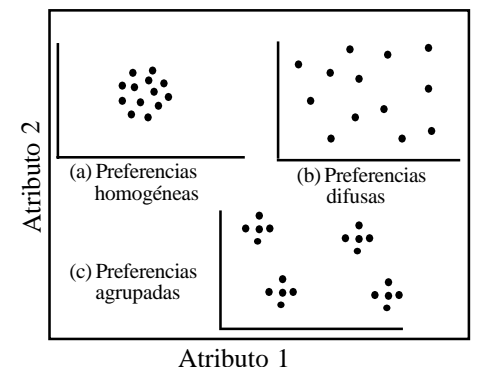 Atributo 2
(a) Preferencias
homogéneas
(b) Preferencias
difusas
(c) Preferencias
agrupadas
Atributo 1